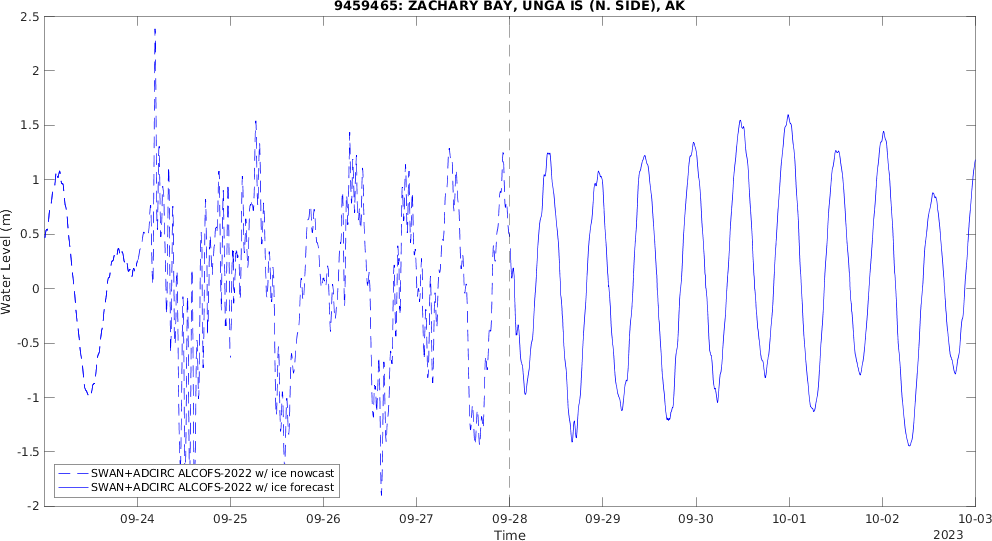 9459465: ZACHARY BAY, UNGA IS (N. SIDE), AK
2.5
2
1.5
1
0.5
0
-0.5
-1
-1.5
-2
Water Level (m)
SWAN+ADCIRC ALCOFS-2022 w/ ice nowcast
SWAN+ADCIRC ALCOFS-2022 w/ ice forecast
09-24 09-25 09-26 09-27 09-28 09-29 09-30 10-01 10-02 10-03
Time
2023